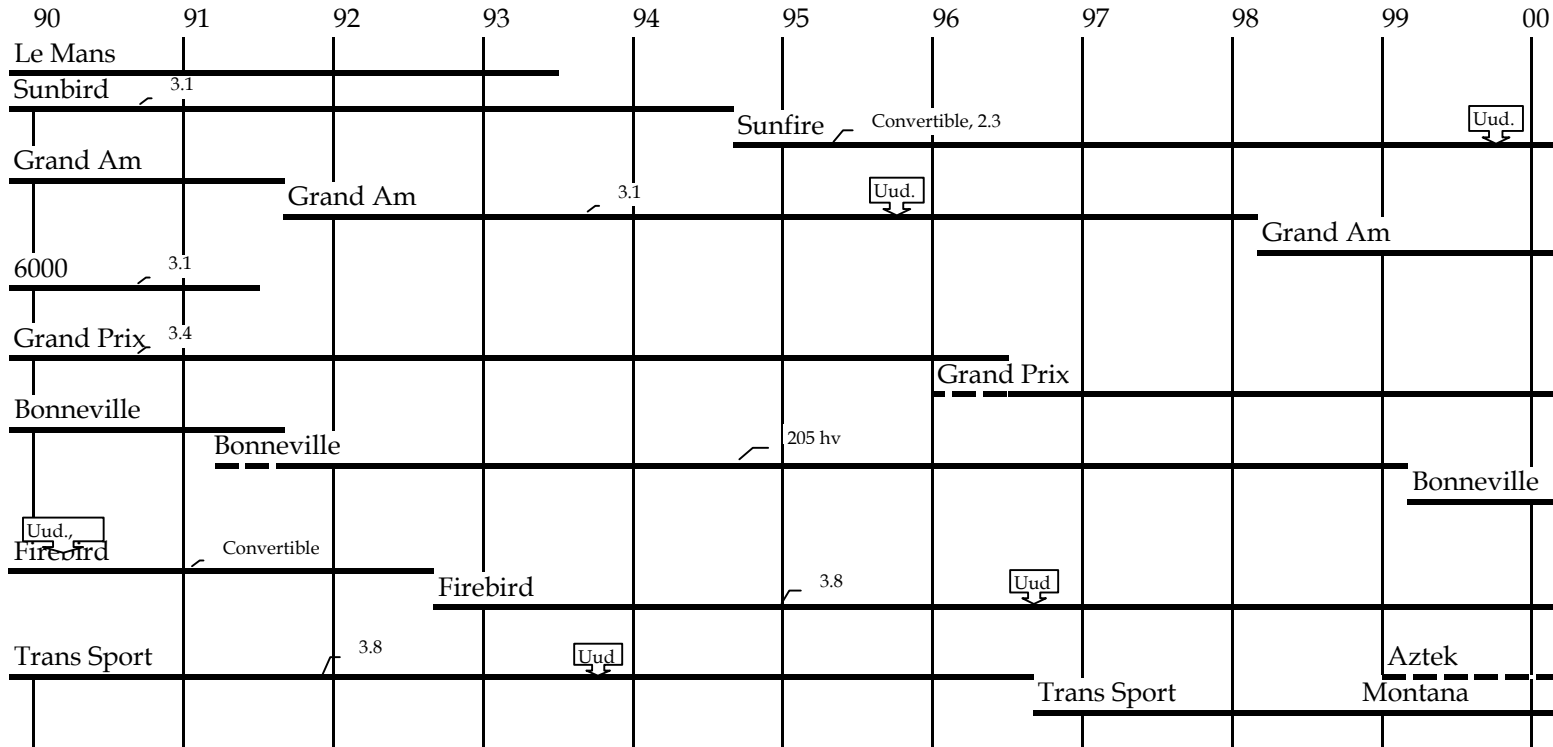 90 91 92 93 94 95 96 97 98 99 00
Le Mans
Sunbird 3.1
Sunfire Convertible, 2.3 Uud.
Grand Am
Grand Am 3.1 Uud.
Grand Am
6000 3.1
Grand Prix 3.4
Grand Prix
Bonneville
Bonneville 205 hv
Bonneville
Uud.,
Firebird Convertible
Firebird 3.8 Uud
Trans Sport 3.8 Uud Aztek
Trans Sport Montana